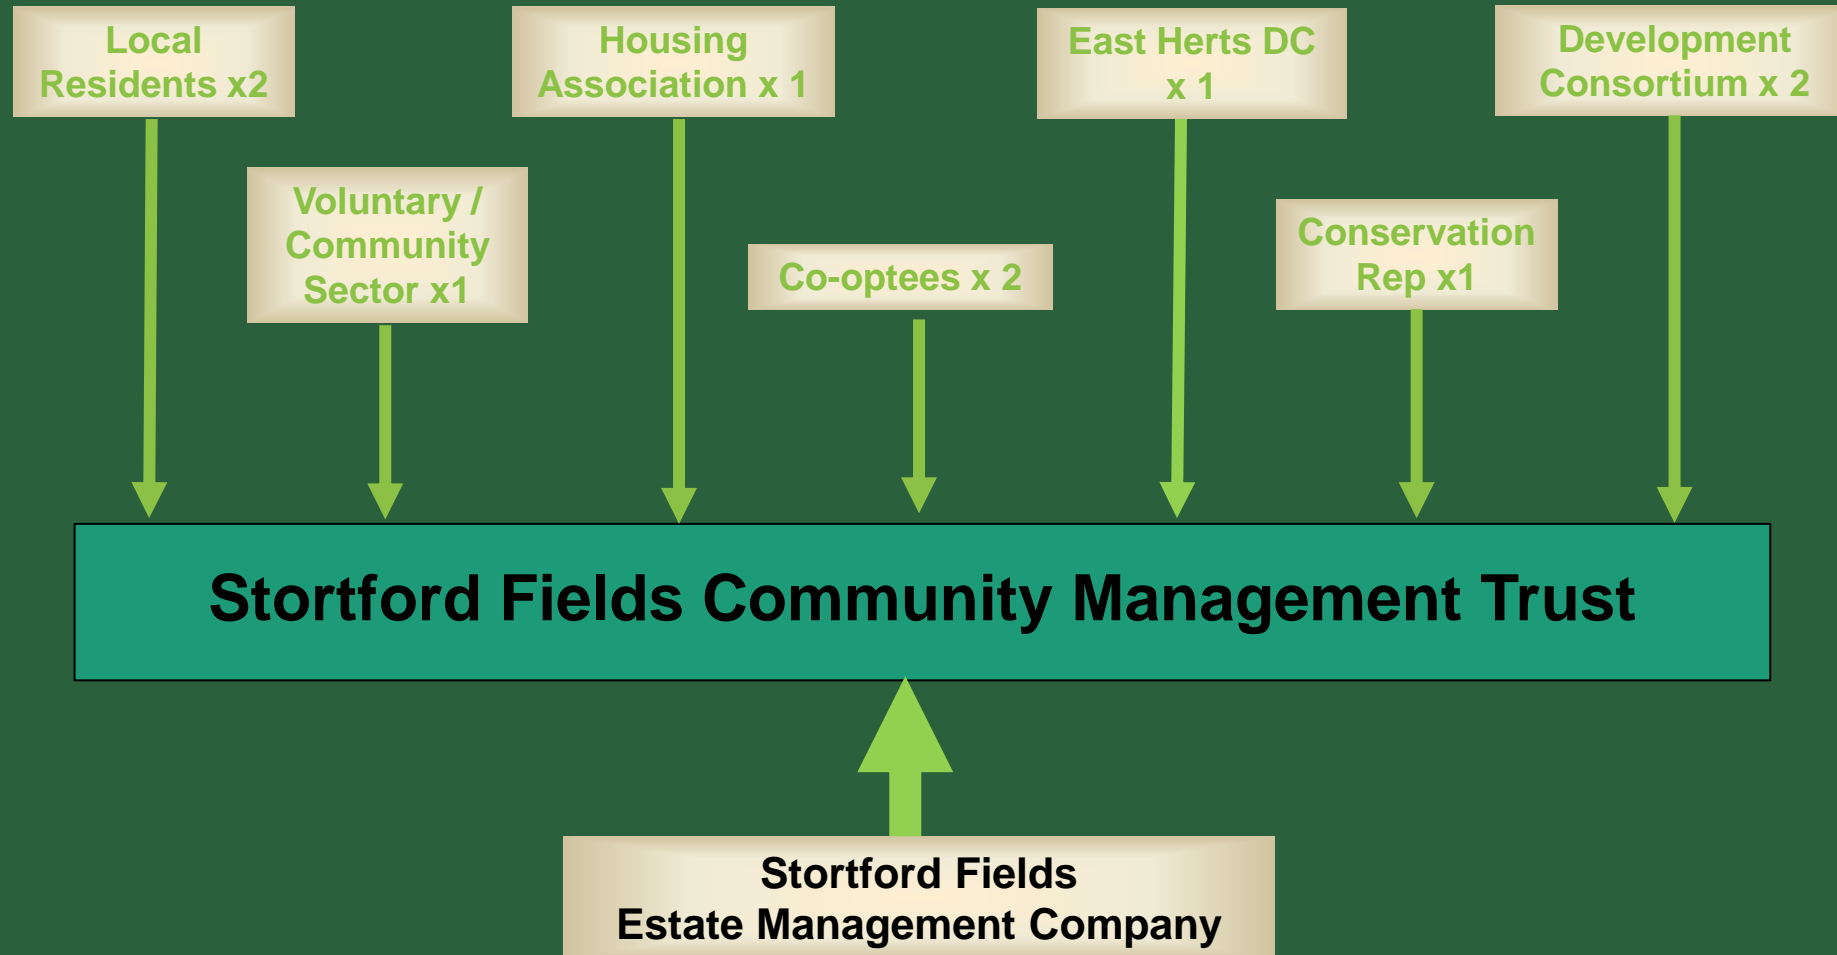 Local
Residents x2
Housing
Association x 1
East Herts DC
x 1
Development
Consortium x 2
Voluntary /
Community
Sector x1
Co-optees x 2
Conservation
Rep x1
Stortford Fields Community Management Trust
Stortford Fields
Estate Management Company